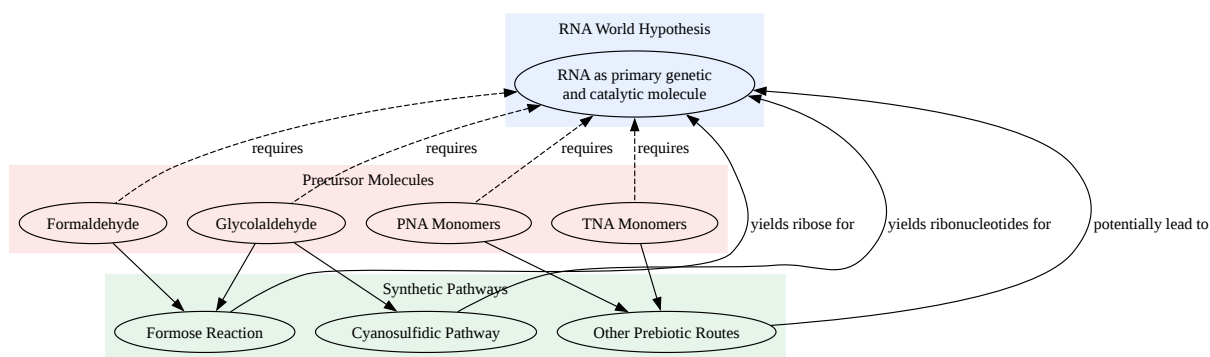 RNA World Hypothesis
RNA as primary genetic
and catalytic molecule
requires
requires
requires
requires
Precursor Molecules
Formaldehyde
Glycolaldehyde
PNA Monomers
TNA Monomers
yields ribose for
yields ribonucleotides for
potentially lead to
Synthetic Pathways
Formose Reaction
Cyanosulfidic Pathway
Other Prebiotic Routes